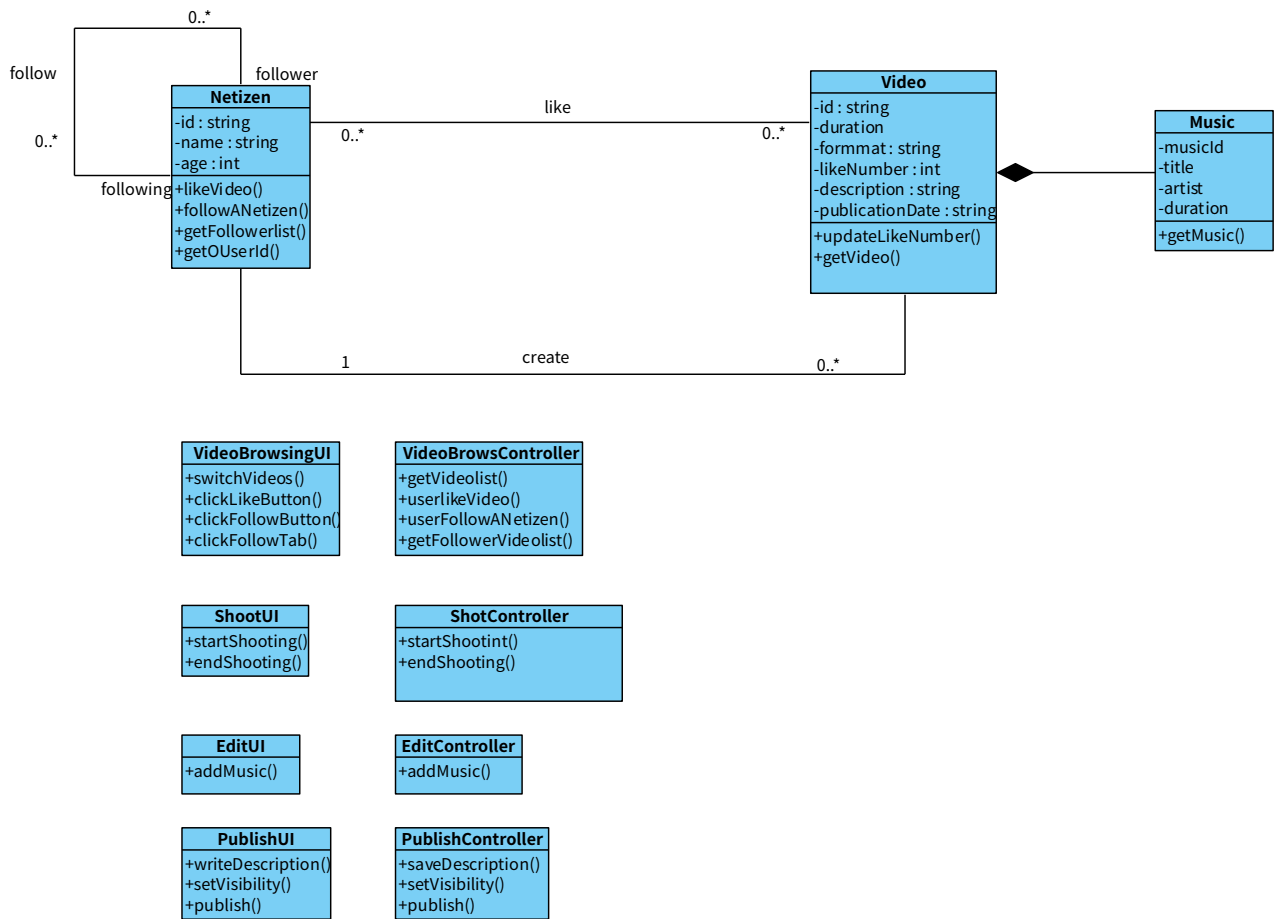 0..*
follow
follower
0..*
following
Netizen
-id : string
-name : string
-age : int
+likeVideo()
+followANetizen()
+getFollowerlist()
+getOUserId()
like
0..*
0..*
Video
-id : string
-duration
-formmat : string
-likeNumber : int
-description : string
-publicationDate : string
+updateLikeNumber()
+getVideo()
Music
-musicId
-title
-artist
-duration
+getMusic()
1
create
0..*
VideoBrowsingUI
+switchVideos()
+clickLikeButton()
+clickFollowButton()
+clickFollowTab()
VideoBrowsController
+getVideolist()
+userlikeVideo()
+userFollowANetizen()
+getFollowerVideolist()
ShootUI
+startShooting()
+endShooting()
ShotController
+startShootint()
+endShooting()
EditUI
+addMusic()
EditController
+addMusic()
PublishUI
+writeDescription()
+setVisibility()
+publish()
PublishController
+saveDescription()
+setVisibility()
+publish()